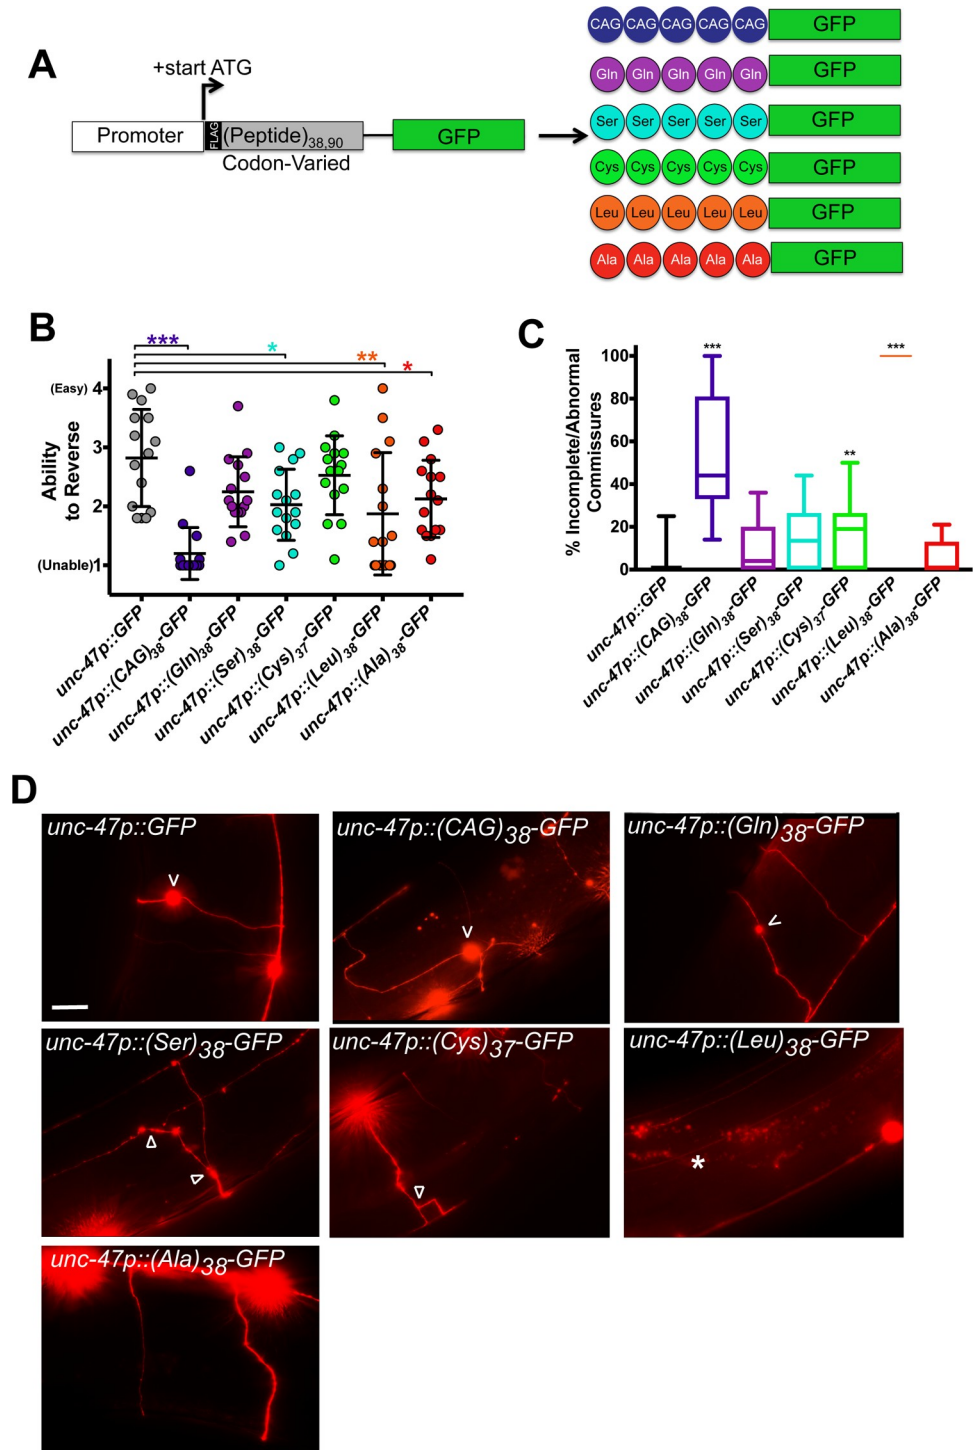 A
+start ATG
Promoter
FLAG
(Peptide)38,90
GFP
Codon-Varied
CAG CAG CAG CAG CAG GFP
Gln Gln Gln Gln Gln GFP
Ser Ser Ser Ser Ser GFP
Cys Cys Cys Cys Cys GFP
Leu Leu Leu Leu Leu GFP
Ala Ala Ala Ala Ala GFP
B
***
*
**
*
Ability
to Reverse
(Easy) 4
3
2
(Unable) 1
unc-47p::GFP
unc-47p::(CAG)38-GFP
unc-47p::(Gln)38-GFP
unc-47p::(Ser)38-GFP
unc-47p::(Cys)37-GFP
unc-47p::(Leu)38-GFP
unc-47p::(Ala)38-GFP
C
% Incomplete/Abnormal
Commissures
100
80
60
40
20
0
***
**
***
unc-47p::GFP
unc-47p::(CAG)38-GFP
unc-47p::(Gln)38-GFP
unc-47p::(Ser)38-GFP
unc-47p::(Cys)37-GFP
unc-47p::(Leu)38-GFP
unc-47p::(Ala)38-GFP
D
unc-47p::GFP
unc-47p::(CAG)38-GFP
unc-47p::(Gln)38-GFP
unc-47p::(Ser)38-GFP
unc-47p::(Cys)37-GFP
unc-47p::(Leu)38-GFP
*
unc-47p::(Ala)38-GFP